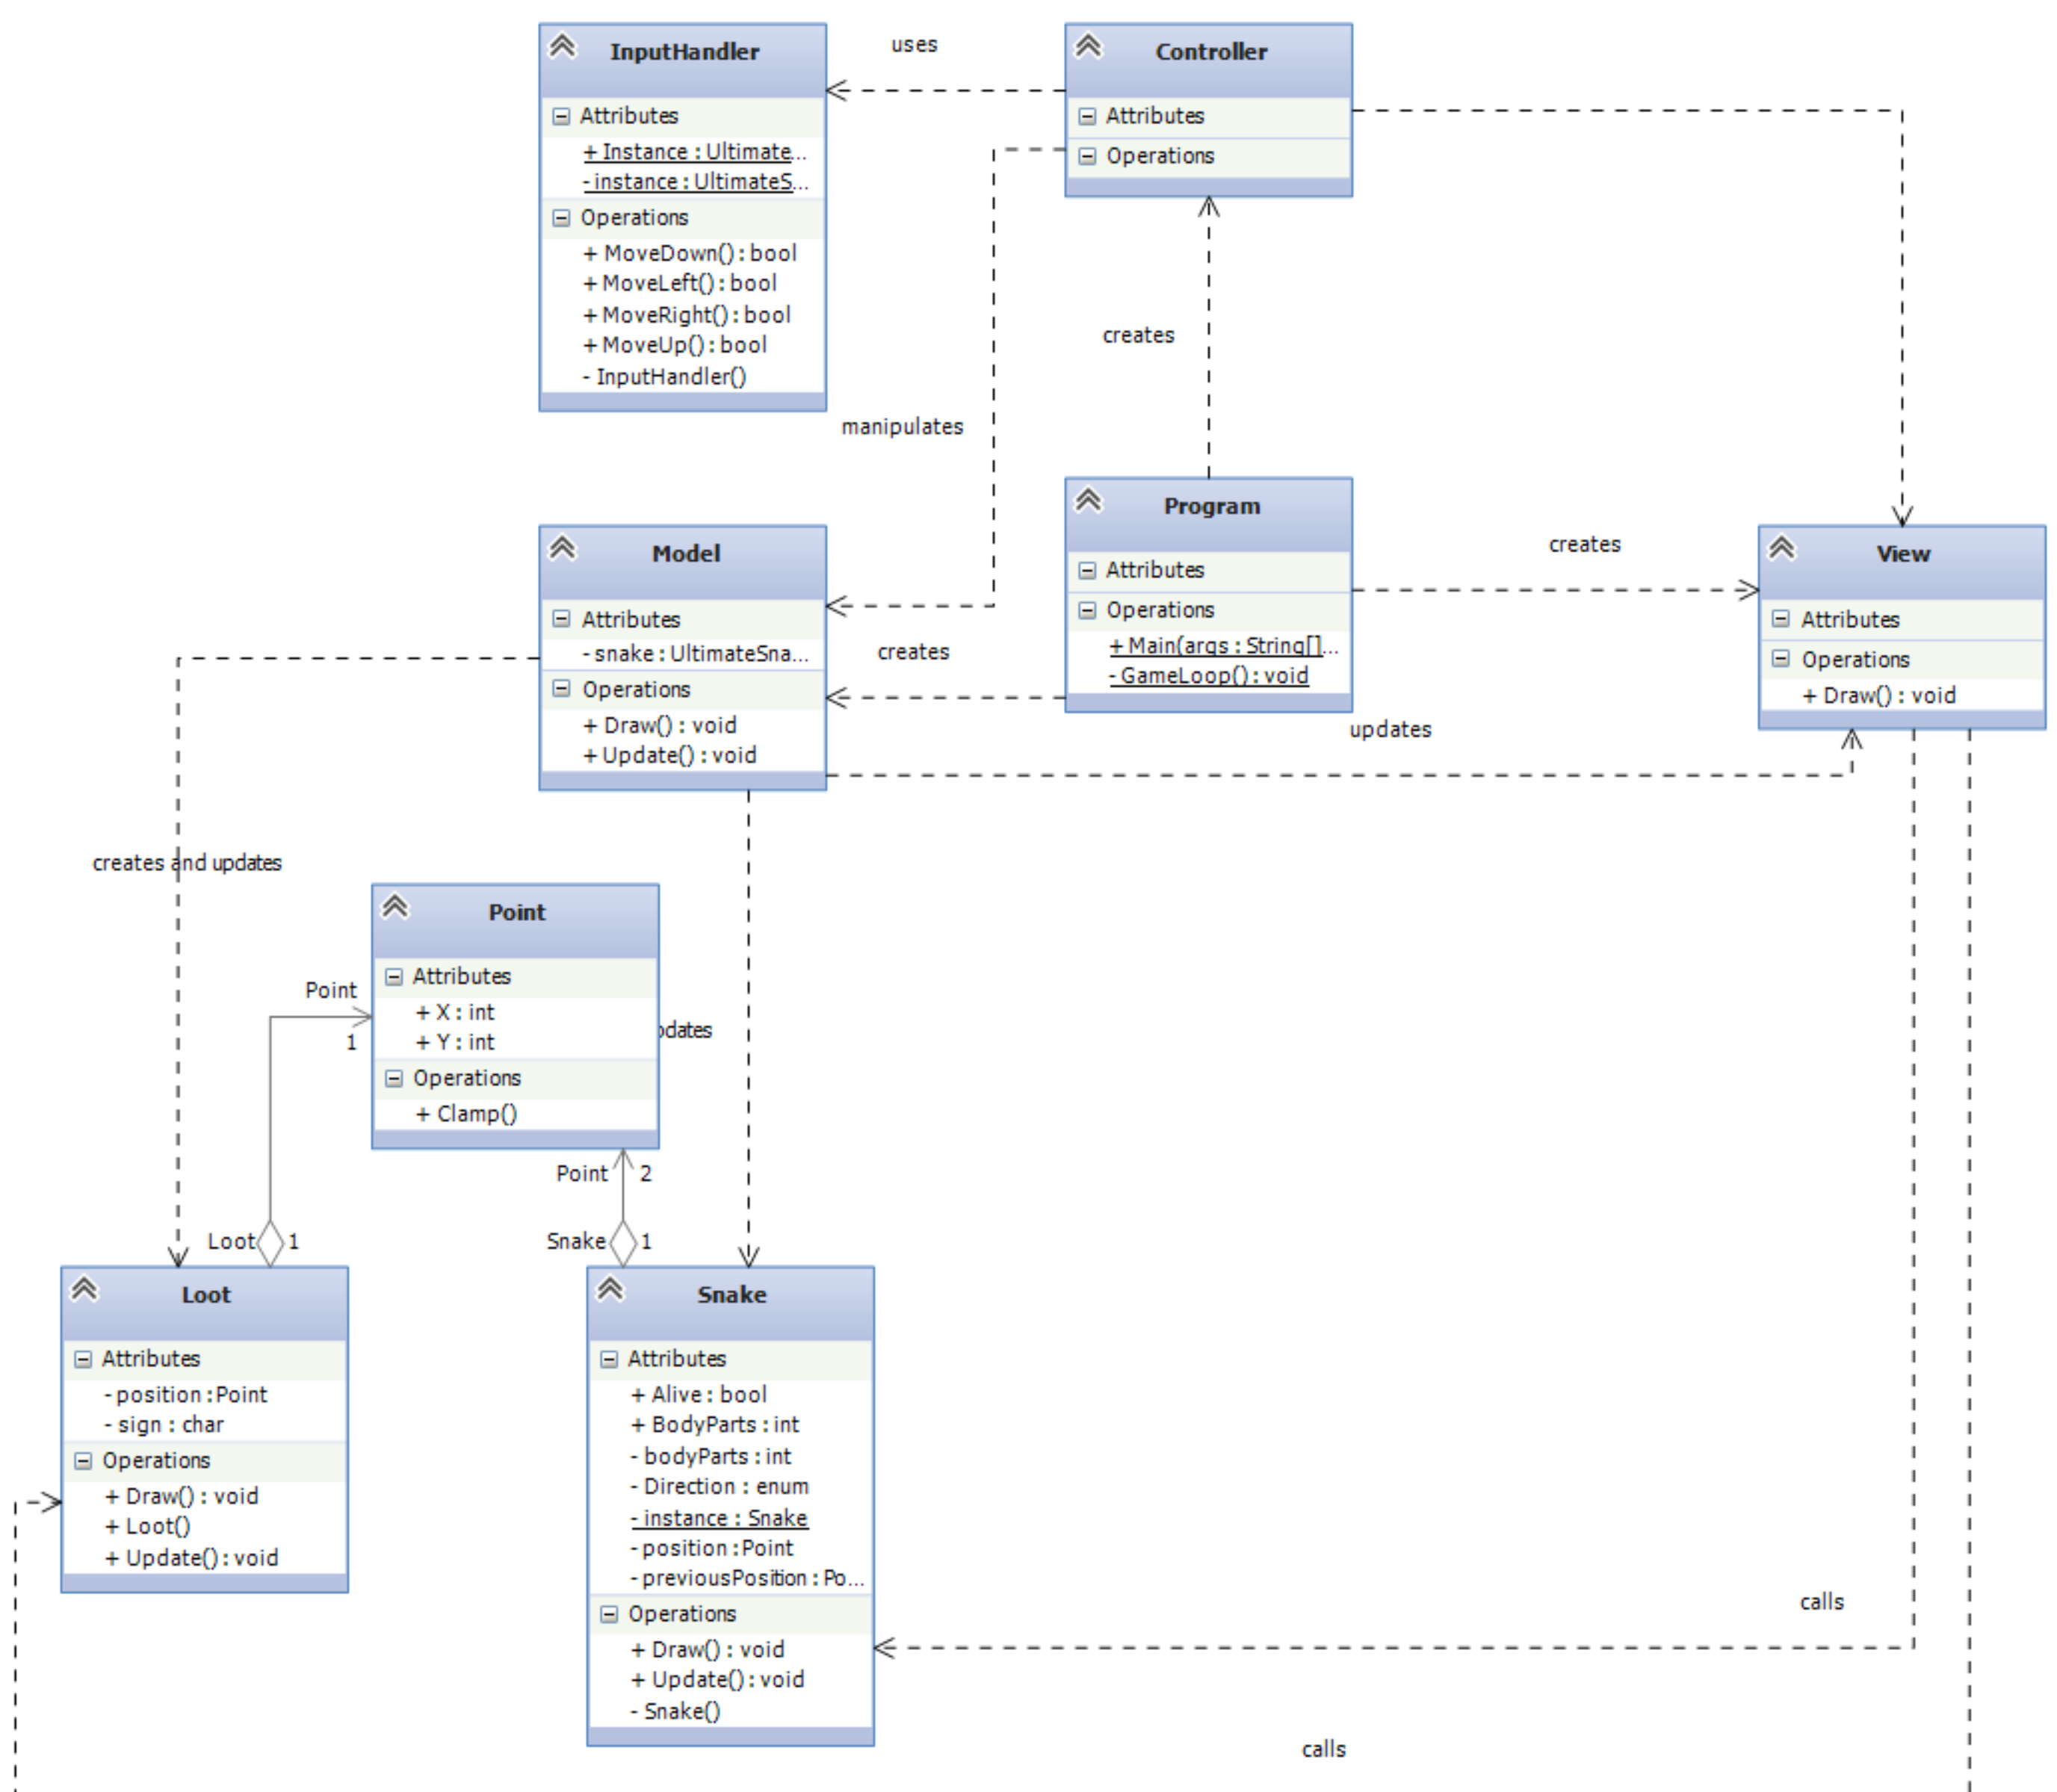 InputHandler
Attributes
+ Instance : Ultimate...
- instance : UltimateS...
Operations
+ MoveDown() : bool
+ MoveLeft() : bool
+ MoveRight() : bool
+ MoveUp() : bool
- InputHandler()
uses
Controller
Attributes
Operations
creates
manipulates
Program
Attributes
Operations
+ Main(args : String[]...
- GameLoop() : void
creates
View
Attributes
Operations
+ Draw() : void
Model
Attributes
- snake : UltimateSna...
Operations
+ Draw() : void
+ Update() : void
creates
updates
creates and updates
Point
Attributes
+ X : int
+ Y : int
Operations
+ Clamp()
Point
1
Point
2
Loot
1
Snake
1
Loot
Attributes
- position : Point
- sign : char
Operations
+ Draw() : void
+ Loot()
+ Update() : void
Snake
Attributes
+ Alive : bool
+ BodyParts : int
- bodyParts : int
- Direction : enum
- instance : Snake
- position : Point
- previousPosition : Po...
Operations
+ Draw() : void
+ Update() : void
- Snake()
calls
calls